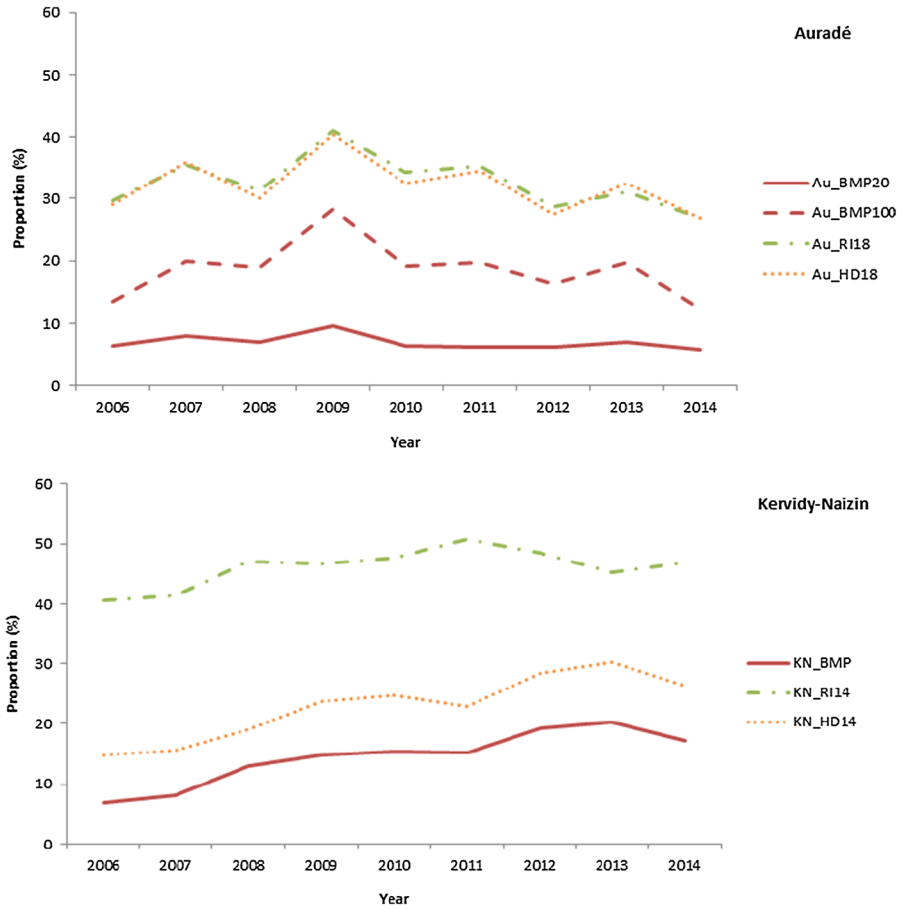 Auradé
60
50
40
30
20
10
0
Proportion (%)
2006 2007 2008 2009 2010 2011 2012 2013 2014
Year
Au_BMP20
Au_BMP100
Au_RI18
Au_HD18
Kervidy-Naizin
60
50
40
30
20
10
0
Proportion (%)
2006 2007 2008 2009 2010 2011 2012 2013 2014
Year
KN_BMP
KN_RI14
KN_HD14